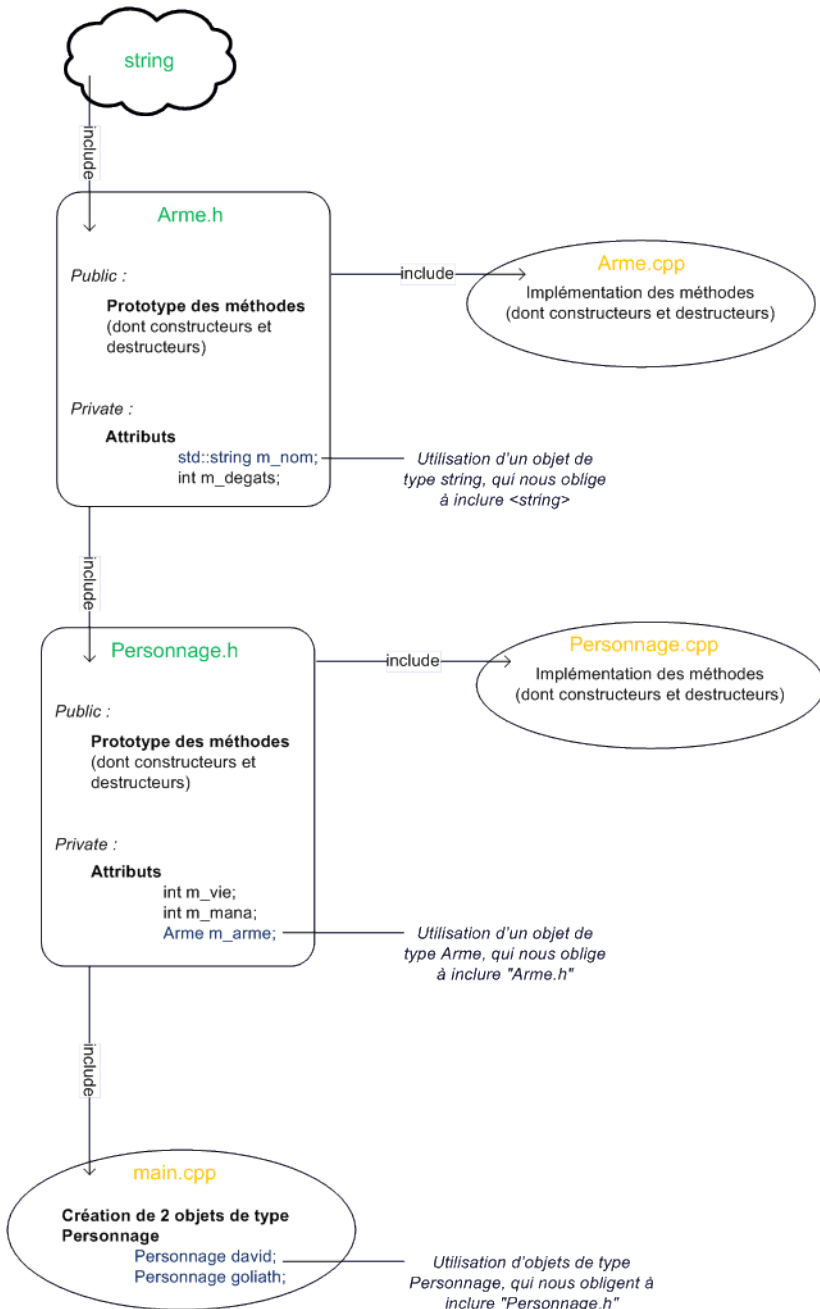 string
include
Arme.h
Public :
Prototype des méthodes
(dont constructeurs et
destructeurs)
Private :
Attributs
std::string m_nom;
int m_degats;
include
Arme.cpp
Implémentation des méthodes
(dont constructeurs et destructeurs)
Utilisation d'un objet de
type string, qui nous oblige
à inclure <string>
include
Personnage.h
Public :
Prototype des méthodes
(dont constructeurs et
destructeurs)
Private :
Attributs
int m_vie;
int m_mana;
Arme m_arme;
include
Personnage.cpp
Implémentation des méthodes
(dont constructeurs et destructeurs)
Utilisation d'un objet de
type Arme, qui nous oblige
à inclure "Arme.h"
include
main.cpp
Création de 2 objets de type
Personnage
Personnage david;
Personnage goliath;
Utilisation d'objets de type
Personnage, qui nous obligent à
inclure "Personnage.h"